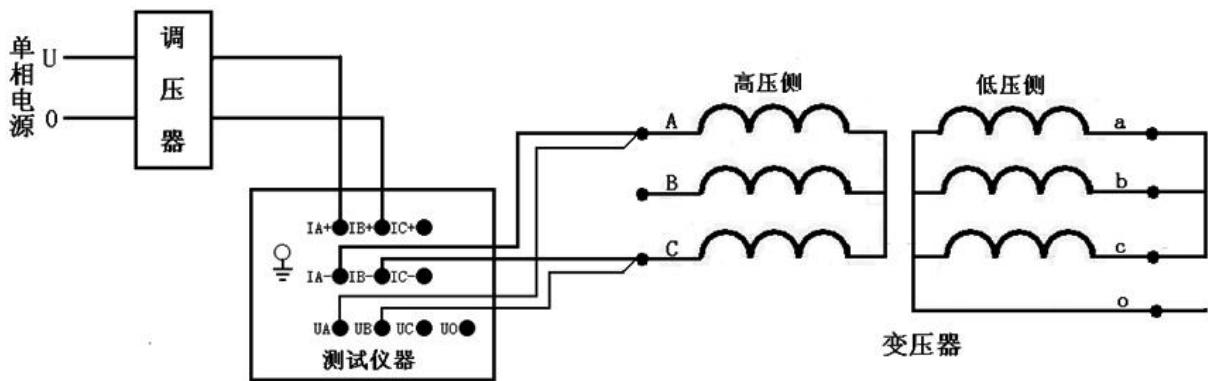 单相电源
U
0
调压器
IA+ IB+ IC+
IA- IB- IC-
UA UB UC U0
测试仪器
高压侧
A
B
C
低压侧
a
b
c
o
变压器